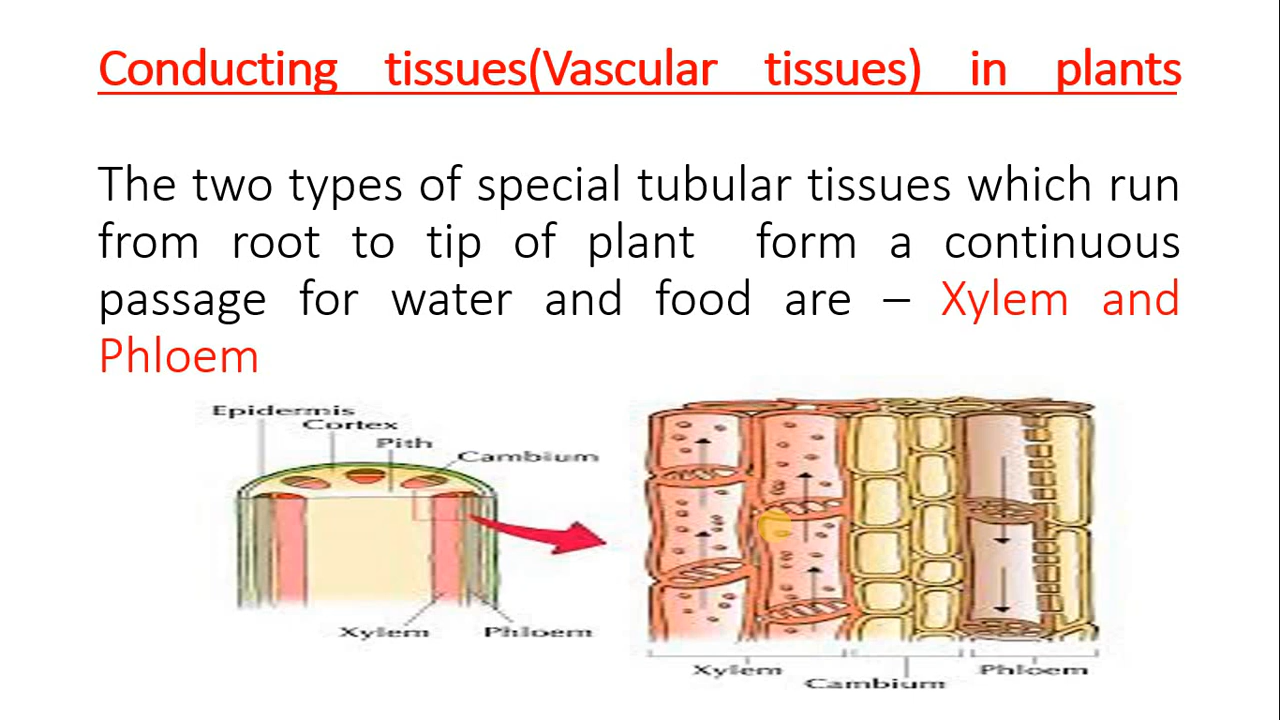 Conducting tissues(Vascular tissues) in plants
The two types of special tubular tissues which run
from root to tip of plant form a continuous
passage for water and food are – Xylem and
Phloem
Epidermis
Cortex
Pith
Cambium
Xylem
Phloem
Xylem
Cambium
Phloem